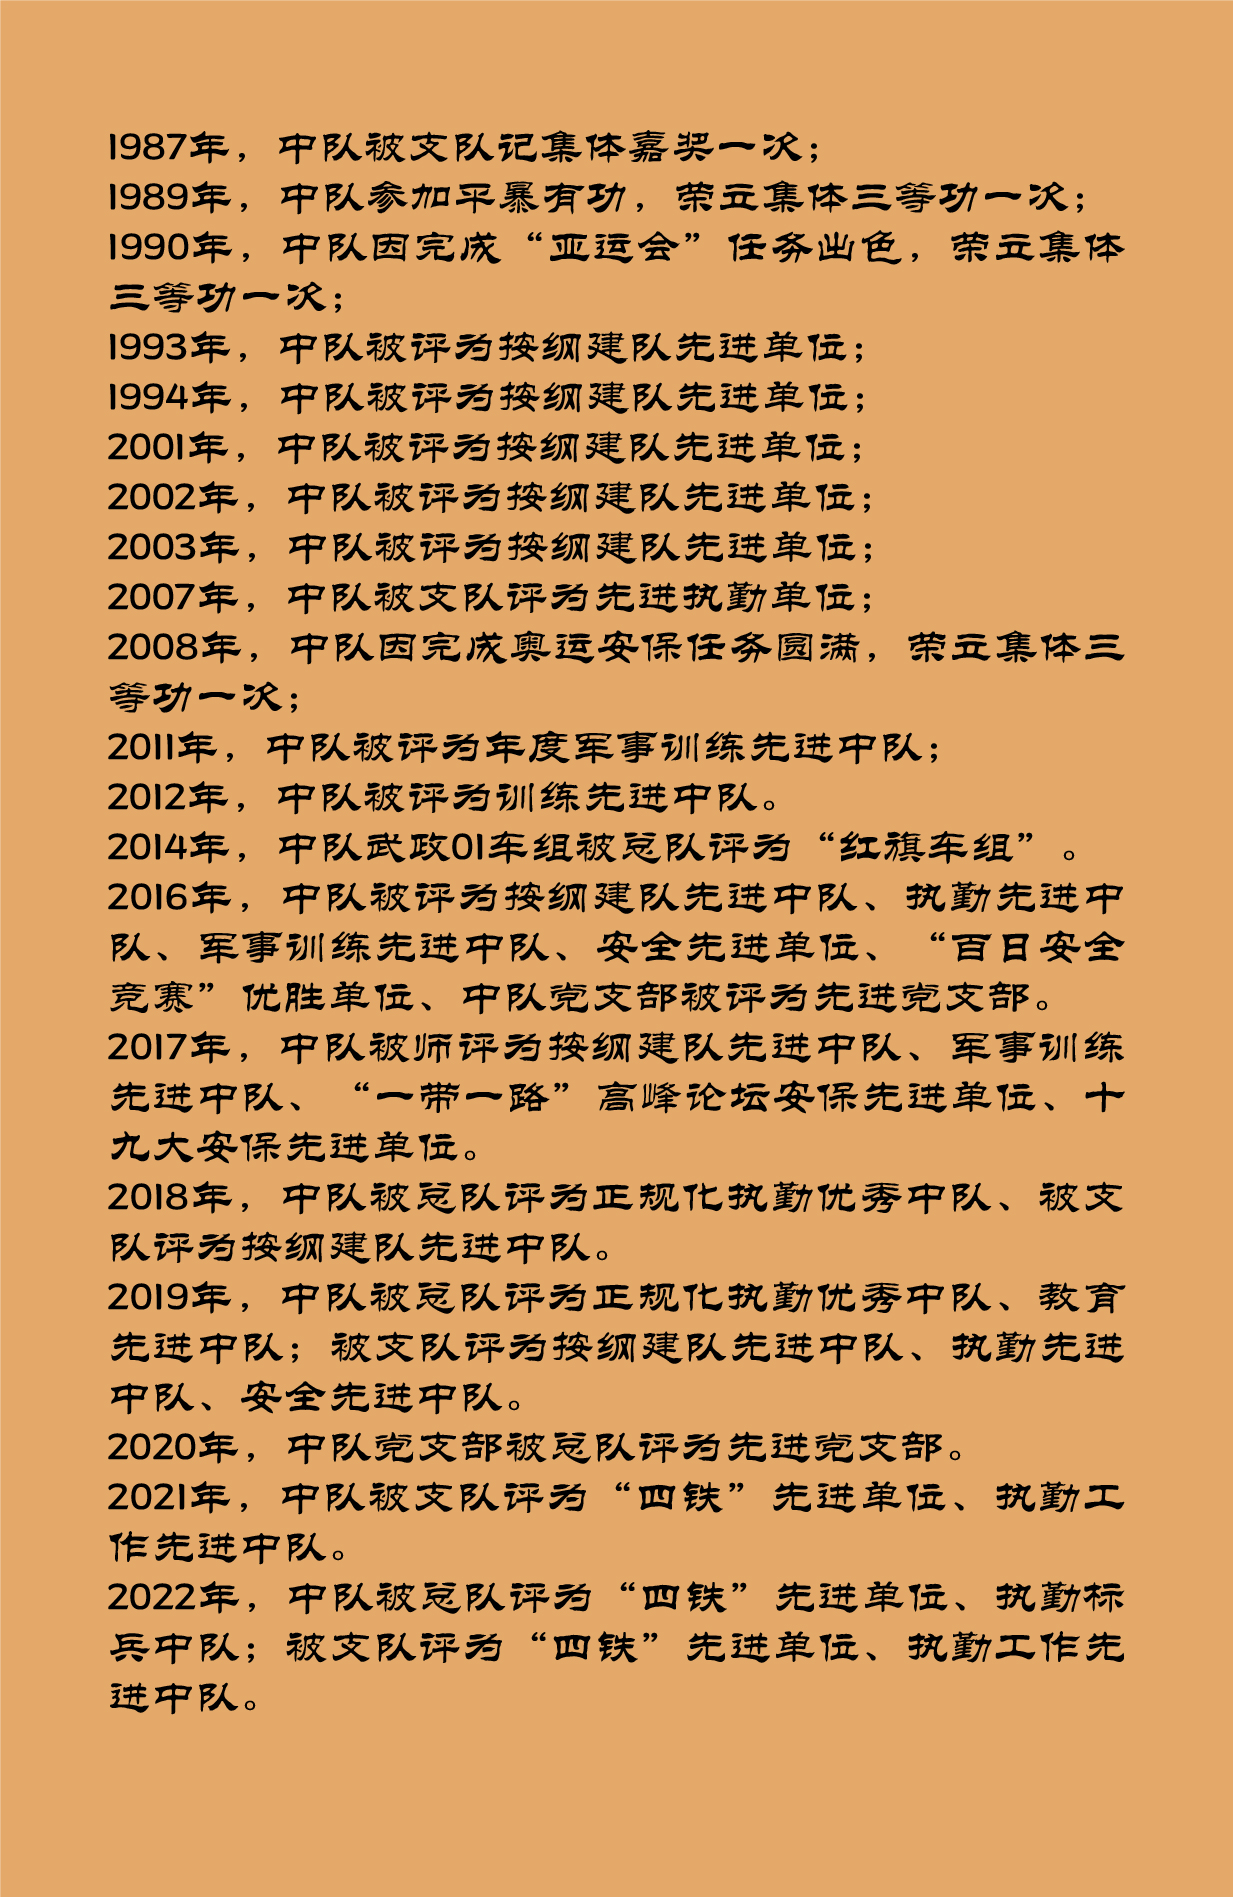 1987年，中队被支队记集体嘉奖一次；
1989年，中队参加平暴有功，荣立集体三等功一次；
1990年，中队因完成“亚运会”任务出色，荣立集体
三等功一次；
1993年，中队被评为按纲建队先进单位；
1994年，中队被评为按纲建队先进单位；
2001年，中队被评为按纲建队先进单位；
2002年，中队被评为按纲建队先进单位；
2003年，中队被评为按纲建队先进单位；
2007年，中队被支队评为先进执勤单位；
2008年，中队因完成奥运安保任务圆满，荣立集体三
等功一次；
2011年，中队被评为年度军事训练先进中队；
2012年，中队被评为训练先进中队。
2014年，中队武政01车组被总队评为“红旗车组”。
2016年，中队被评为按纲建队先进中队、执勤先进中
队、军事训练先进中队、安全先进单位、“百日安全
竞赛”优胜单位、中队党支部被评为先进党支部。
2017年，中队被师评为按纲建队先进中队、军事训练
先进中队、“一带一路”高峰论坛安保先进单位、十
九大安保先进单位。
2018年，中队被总队评为正规化执勤优秀中队、被支
队评为按纲建队先进中队。
2019年，中队被总队评为正规化执勤优秀中队、教育
先进中队；被支队评为按纲建队先进中队、执勤先进
中队、安全先进中队。
2020年，中队党支部被总队评为先进党支部。
2021年，中队被支队评为“四铁”先进单位、执勤工
作先进中队。
2022年，中队被总队评为“四铁”先进单位、执勤标
兵中队；被支队评为“四铁”先进单位、执勤工作先
进中队。